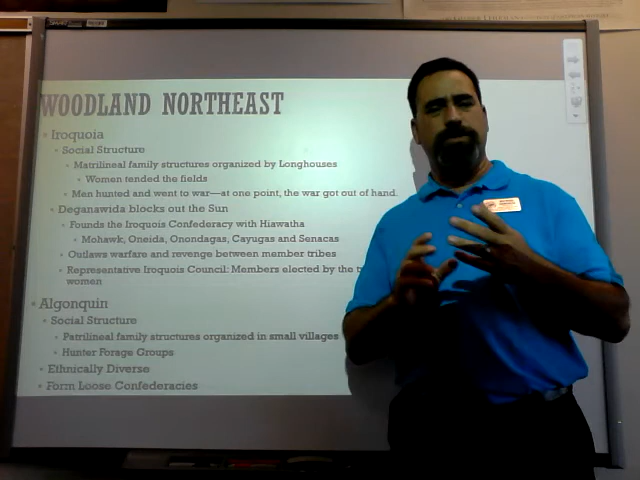 WOODLAND NORTHEAST
Iroquoia
Social Structure
Matrilineal family structures organized by Longhouses
Women tended the fields
Men hunted and went to war—at one point, the war got out of hand.
Deganawida blocks out the Sun
Founds the Iroquois Confederacy with Hiawatha
Mohawk, Oneida, Onondagas, Cayugas and Senacas
Outlaws warfare and revenge between member tribes
Representative Iroquois Council: Members elected by the
women
Algonquin
Social Structure
Patrilineal family structures organized in small villages
Hunter Forage Groups
Ethnically Diverse
Form Loose Confederacies